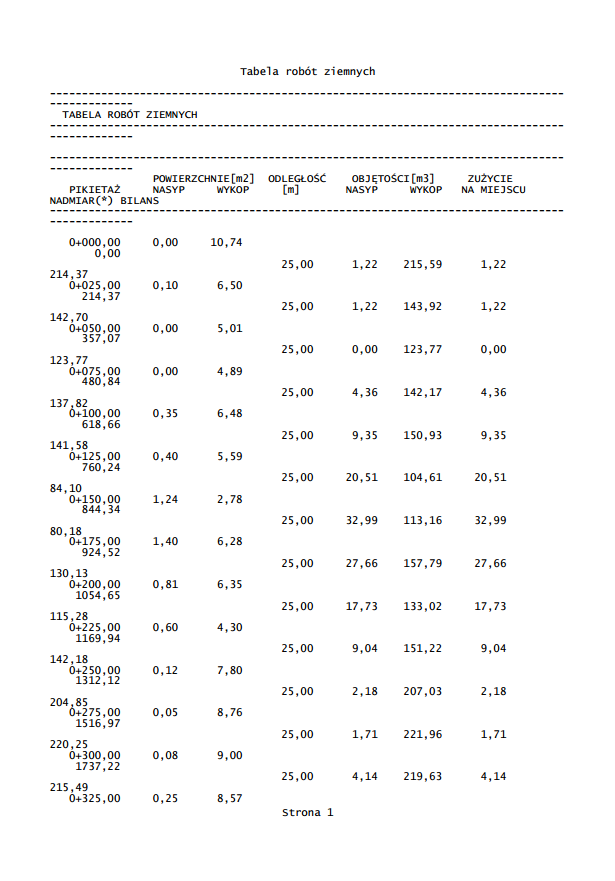 Tabela robót ziemnych
--------------------------------------------------------------------------------
-------------
TABELA ROBÓT ZIEMNYCH
--------------------------------------------------------------------------------
-------------
--------------------------------------------------------------------------------
-------------
POWIERZCHNIE[m2] ODLEGŁOŚĆ OBJĘTOŚCI[m3] ZUŻYCIE
PIKIETAŻ NASYP WYKOP [m] NASYP WYKOP NA MIEJSCU
NADMIAR(*) BILANS
--------------------------------------------------------------------------------
-------------
0+000,00 0,00 10,74
0,00
25,00 1,22 215,59 1,22
214,37
0+025,00 0,10 6,50
214,37
25,00 1,22 143,92 1,22
142,70
0+050,00 0,00 5,01
357,07
25,00 0,00 123,77 0,00
123,77
0+075,00 0,00 4,89
480,84
25,00 4,36 142,17 4,36
137,82
0+100,00 0,35 6,48
618,66
25,00 9,35 150,93 9,35
141,58
0+125,00 0,40 5,59
760,24
25,00 20,51 104,61 20,51
84,10
0+150,00 1,24 2,78
844,34
25,00 32,99 113,16 32,99
80,18
0+175,00 1,40 6,28
924,52
25,00 27,66 157,79 27,66
130,13
0+200,00 0,81 6,35
1054,65
25,00 17,73 133,02 17,73
115,28
0+225,00 0,60 4,30
1169,94
25,00 9,04 151,22 9,04
142,18
0+250,00 0,12 7,80
1312,12
25,00 2,18 207,03 2,18
204,85
0+275,00 0,05 8,76
1516,97
25,00 1,71 221,96 1,71
220,25
0+300,00 0,08 9,00
1737,22
25,00 4,14 219,63 4,14
215,49
0+325,00 0,25 8,57
Strona 1